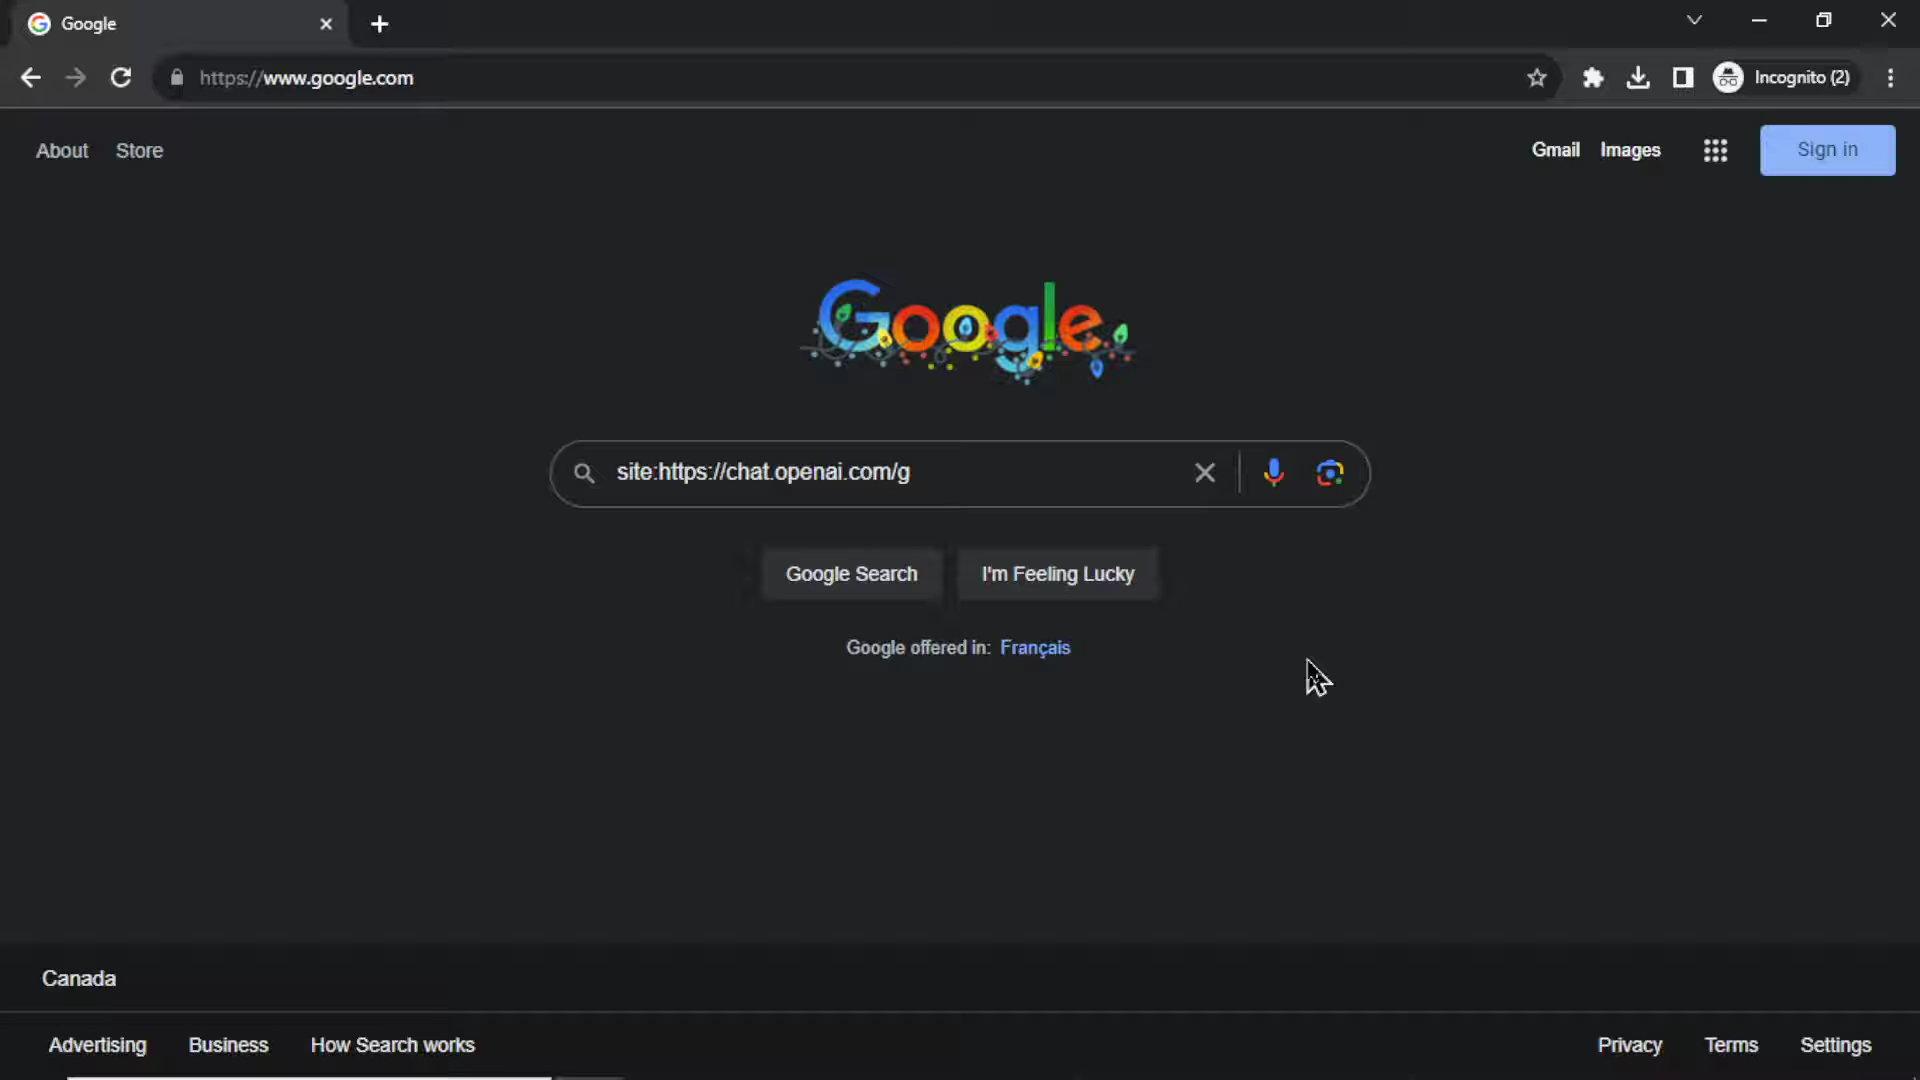 Google
https://www.google.com
Incognito (2)
About Store
Gmail Images
Sign in
Google
site:https://chat.openai.com/g
Google Search
I'm Feeling Lucky
Google offered in: Français
Canada
Advertising Business How Search works
Privacy Terms Settings